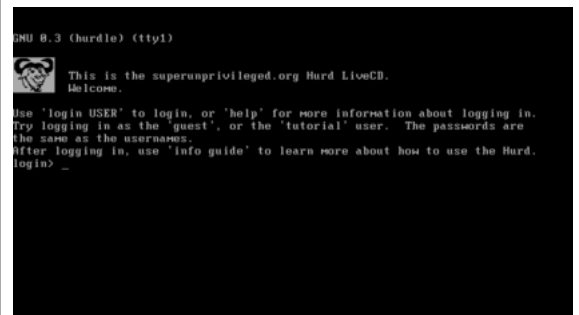 GNU 0.3 (hurdle) (tty1)
This is the superunprivileged.org Hurd LiveCD.
Welcome.
Use 'login USER' to login, or 'help' for more information about logging in.
Try logging in as the 'guest', or the 'tutorial' user.  The passwords are
the same as the usernames.
After logging in, use 'info guide' to learn more about how to use the Hurd.
login> _